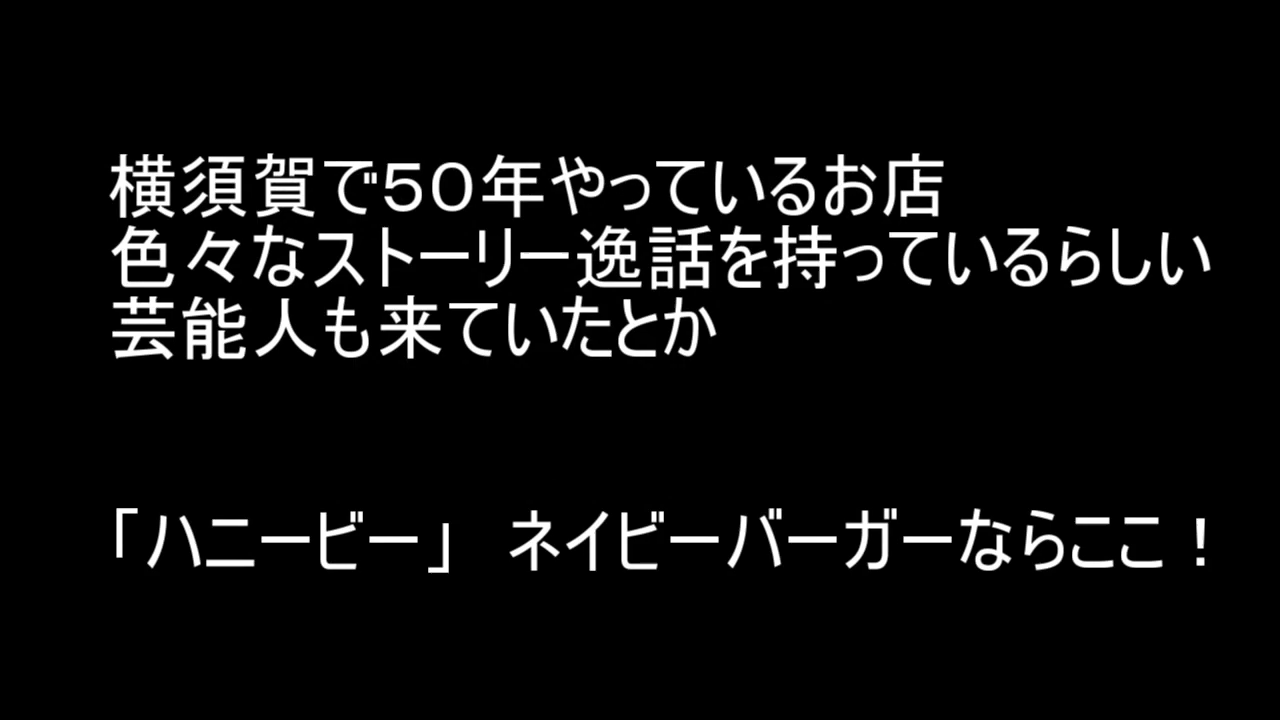 横須賀で５０年やっているお店
色々なストーリー逸話を持っているらしい
芸能人も来ていたとか
「ハニービー」　ネイビーバーガーならここ！